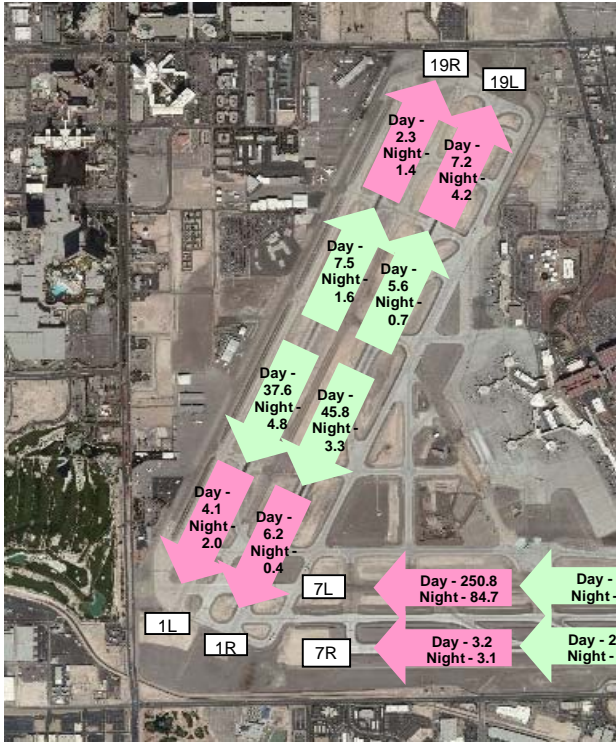 19R
19L
Day -
2.3
Night -
1.4
Day -
7.2
Night -
4.2
Day -
7.5
Night -
1.6
Day -
5.6
Night -
0.7
Day -
37.6
Night -
4.8
Day -
45.8
Night -
3.3
Day -
4.1
Night -
2.0
Day -
6.2
Night -
0.4
7L
Day - 250.8
Night - 84.7
Day -
Night -
1L
1R
7R
Day - 3.2
Night - 3.1
Day - 2
Night -